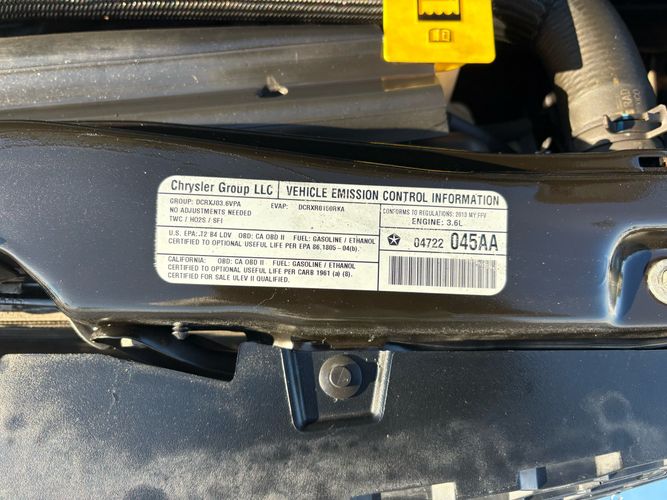 Chrysler Group LLC VEHICLE EMISSION CONTROL INFORMATION
GROUP: DCRXJ03.6VPA EVAP: DCRXR0150RKA
NO ADJUSTMENTS NEEDED
TWC / HO2S / SFI
CONFORMS TO REGULATIONS: 2013 MY FFV
ENGINE: 3.6L
U.S. EPA: T2 B4 LDV OBD: CA OBD II FUEL: GASOLINE / ETHANOL
CERTIFIED TO OPTIONAL USEFUL LIFE PER EPA 86.1805-04(b).
04722 045AA
CALIFORNIA: OBD: CA OBD II FUEL: GASOLINE / ETHANOL
CERTIFIED TO OPTIONAL USEFUL LIFE PER CARB 1961 (a) (8).
CERTIFIED FOR SALE ULEV II QUALIFIED.